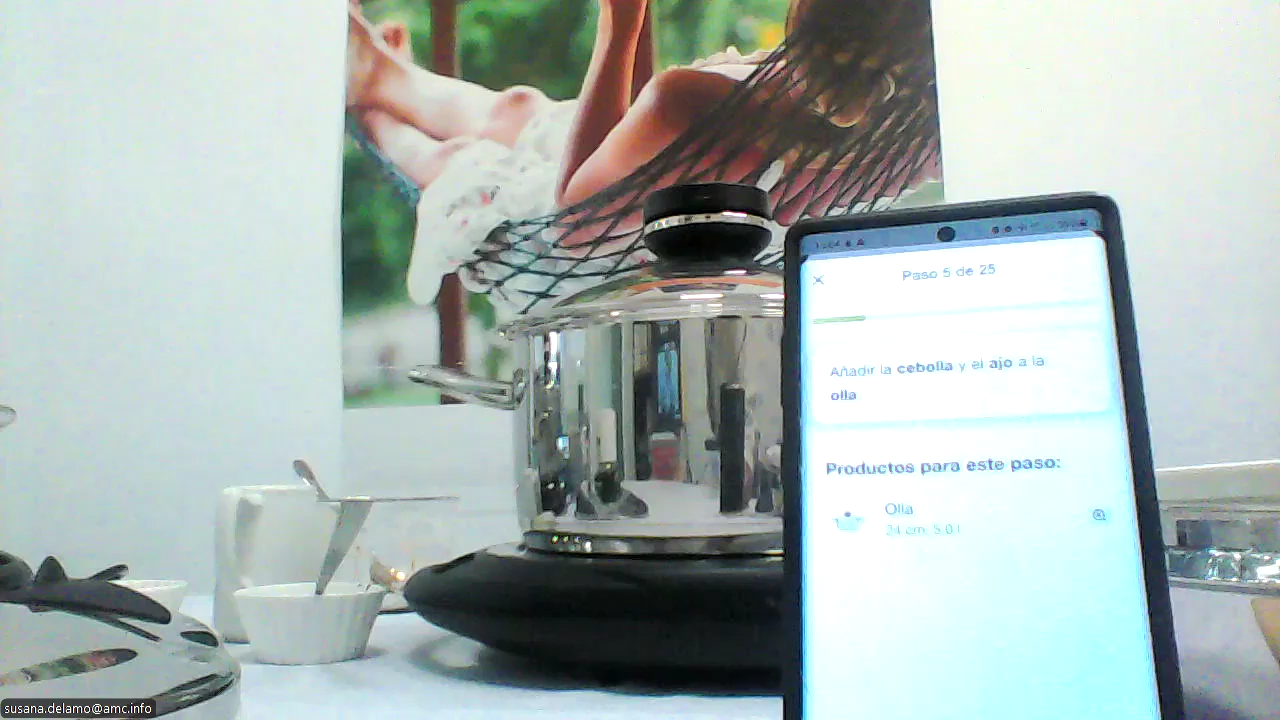 Paso 5 de 25
Añadir la cebolla y el ajo a la
olla
Productos para este paso:
Olla
24 cm, 5.0 l
susana.delamo@amc.info